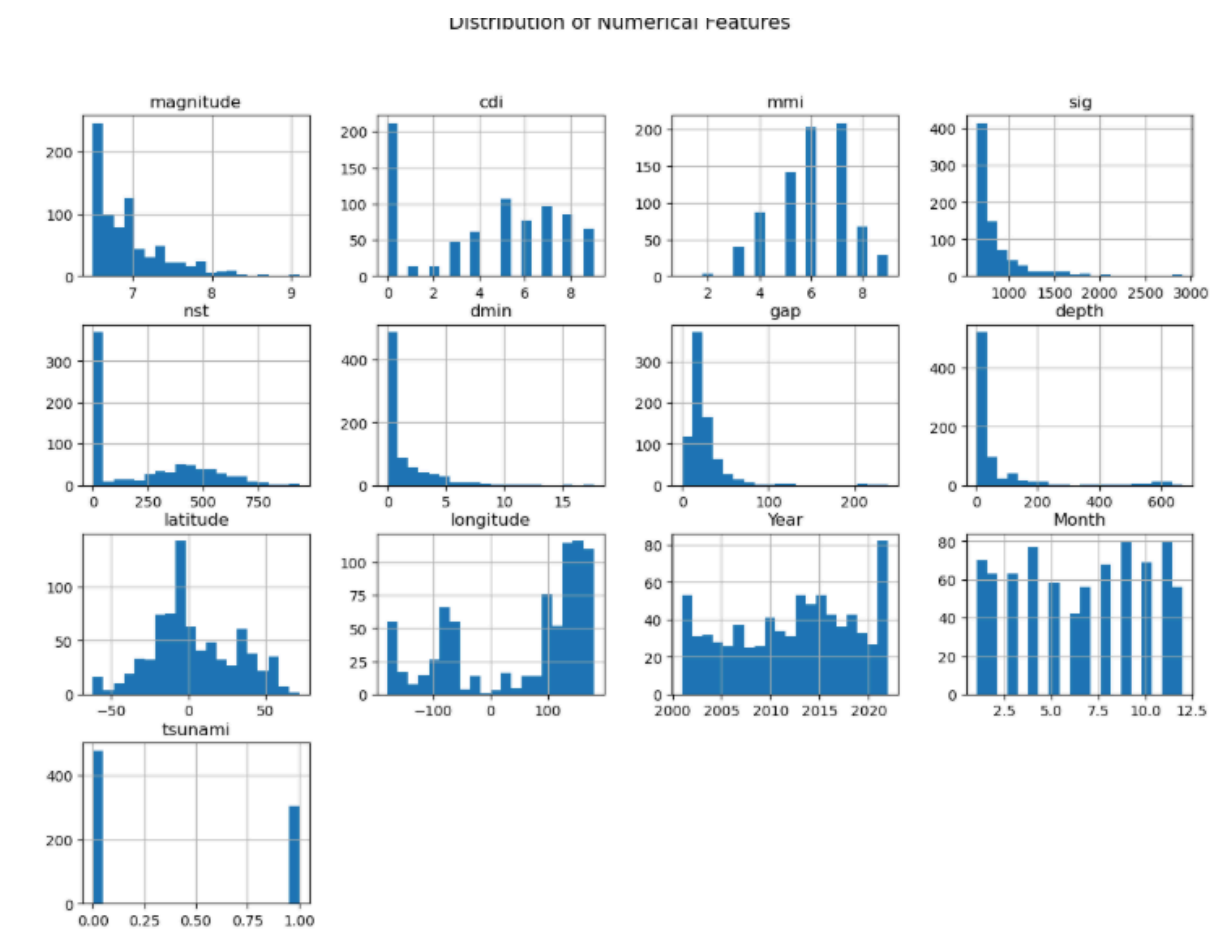 Distribution of Numerical Features
magnitude cdi mmi sig
200 100 0 7 8 9
200 150 100 50 0 0 2 4 6 8
200 150 100 50 0 2 4 6 8
400 300 200 100 0 1000 1500 2000 2500 3000
nst dmin gap depth
300 200 100 0 0 250 500 750
400 200 0 0 5 10 15
300 200 100 0 0 100 200
400 200 0 0 200 400 600
latitude longitude Year Month
100 50 0 −50 0 50
100 75 50 25 0 −100 0 100
80 60 40 20 0 2000 2005 2010 2015 2020
80 60 40 20 0 2.5 5.0 7.5 10.0 12.5
tsunami
400 200 0 0.00 0.25 0.50 0.75 1.00